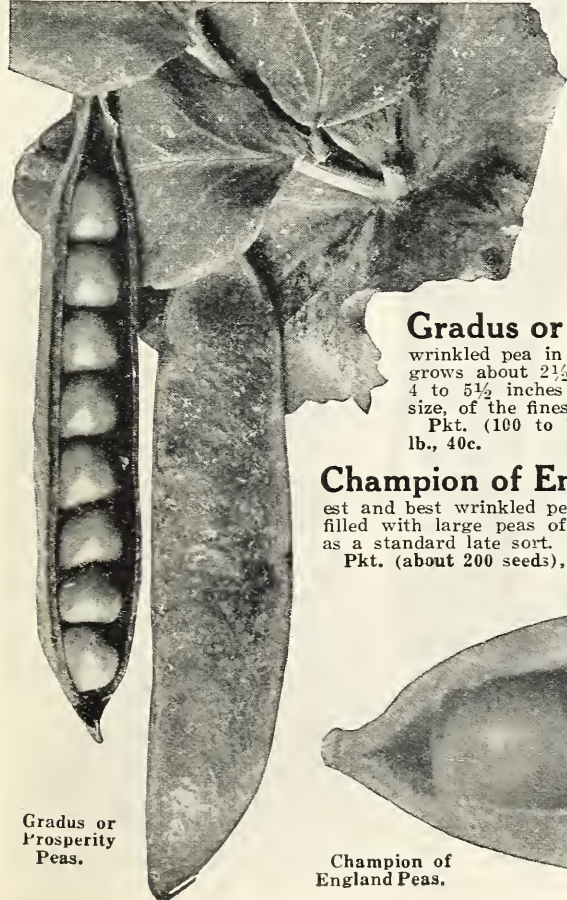 Gradus or
wrinkled pea in
grows about 2½
4 to 5½ inches
size, of the fines
Pkt. (100 to
lb., 40c.
Champion of En
est and best wrinkled pe
filled with large peas of
as a standard late sort.
Pkt. (about 200 seeds),
Gradus or
Prosperity
Peas.
Champion of
England Peas.